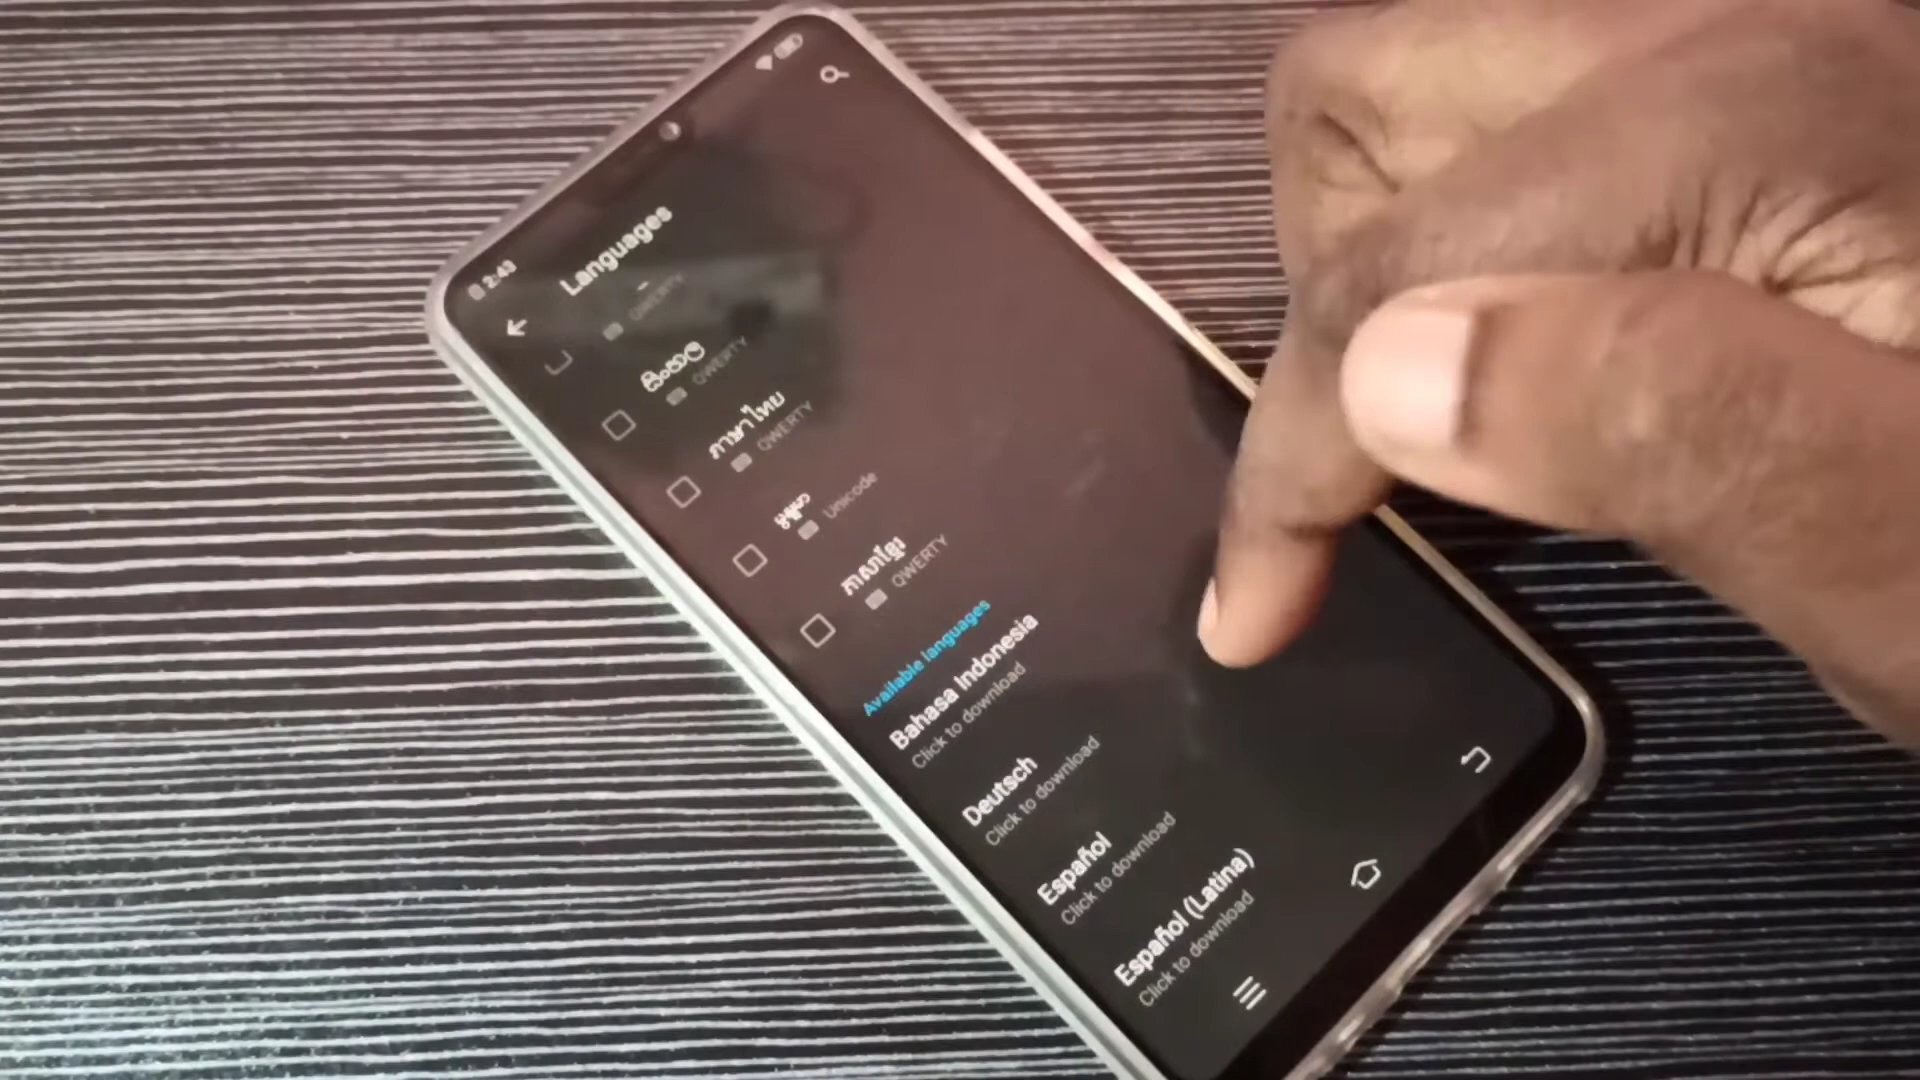 2:43
Languages
QWERTY
සිංහල
QWERTY
ภาษาไทย
QWERTY
Unicode
ភាសាខ្មែរ
QWERTY
Available languages
Bahasa Indonesia
Click to download
Deutsch
Click to download
Español
Click to download
Español (Latina)
Click to download